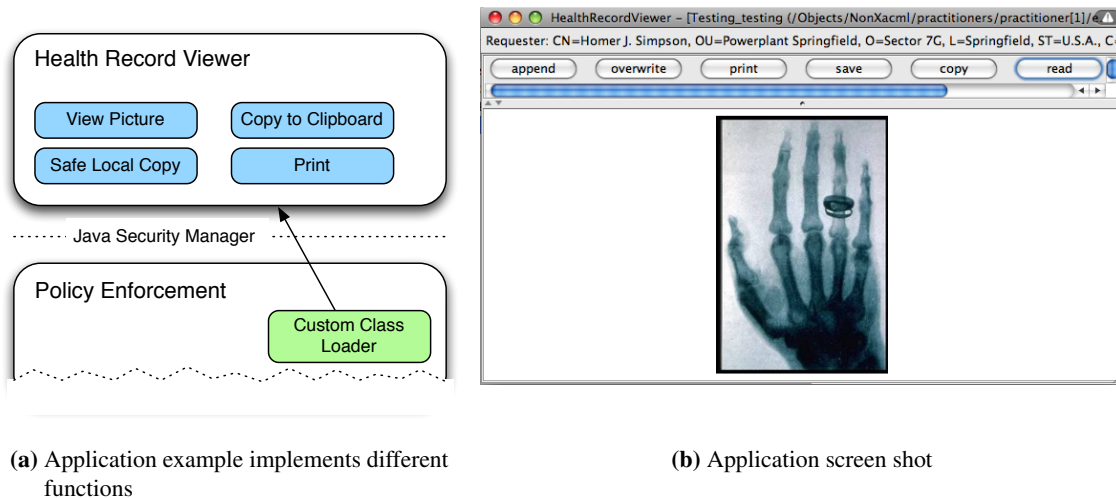 Health Record Viewer
View Picture
Copy to Clipboard
Safe Local Copy
Print
Java Security Manager
Policy Enforcement
Custom Class
Loader
(a) Application example implements different
functions
HealthRecordViewer – [Testing_testing (/Objects/NonXacml/practitioners/practitioner[1]/e
Requester: CN=Homer J. Simpson, OU=Powerplant Springfield, O=Sector 7G, L=Springfield, ST=U.S.A., C=
append overwrite print save copy read
(b) Application screen shot